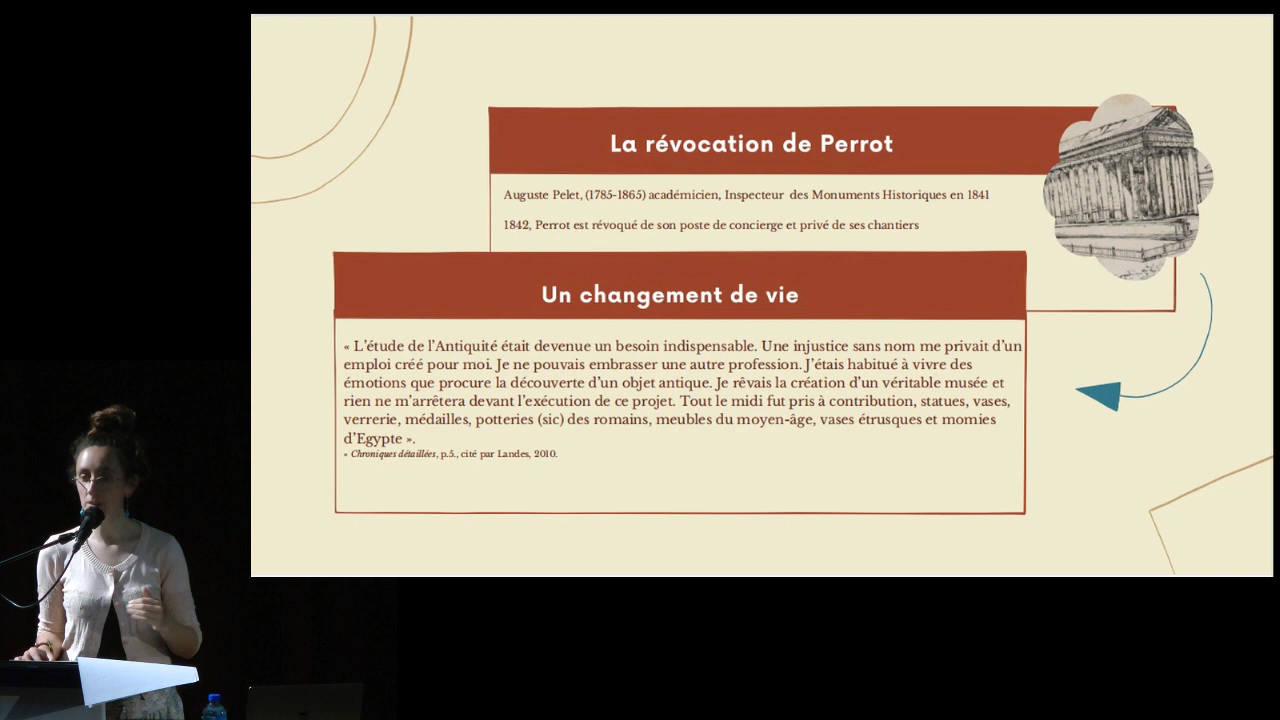 La révocation de Perrot
Auguste Pelet, (1785-1865) académicien, Inspecteur des Monuments Historiques en 1841
1842, Perrot est révoqué de son poste de concierge et privé de ses chantiers
Un changement de vie
« L’étude de l’Antiquité était devenue un besoin indispensable. Une injustice sans nom me privait d’un
emploi créé pour moi. Je ne pouvais embrasser une autre profession. J’étais habitué à vivre des
émotions que procure la découverte d’un objet antique. Je rêvais la création d’un véritable musée et
rien ne m’arrêtera devant l’exécution de ce projet. Tout le midi fut pris à contribution, statues, vases,
verrerie, médailles, potteries (sic) des romains, meubles du moyen-âge, vases étrusques et momies
d’Egypte ».
« Chroniques détaillées, p.5., cité par Landes, 2010.